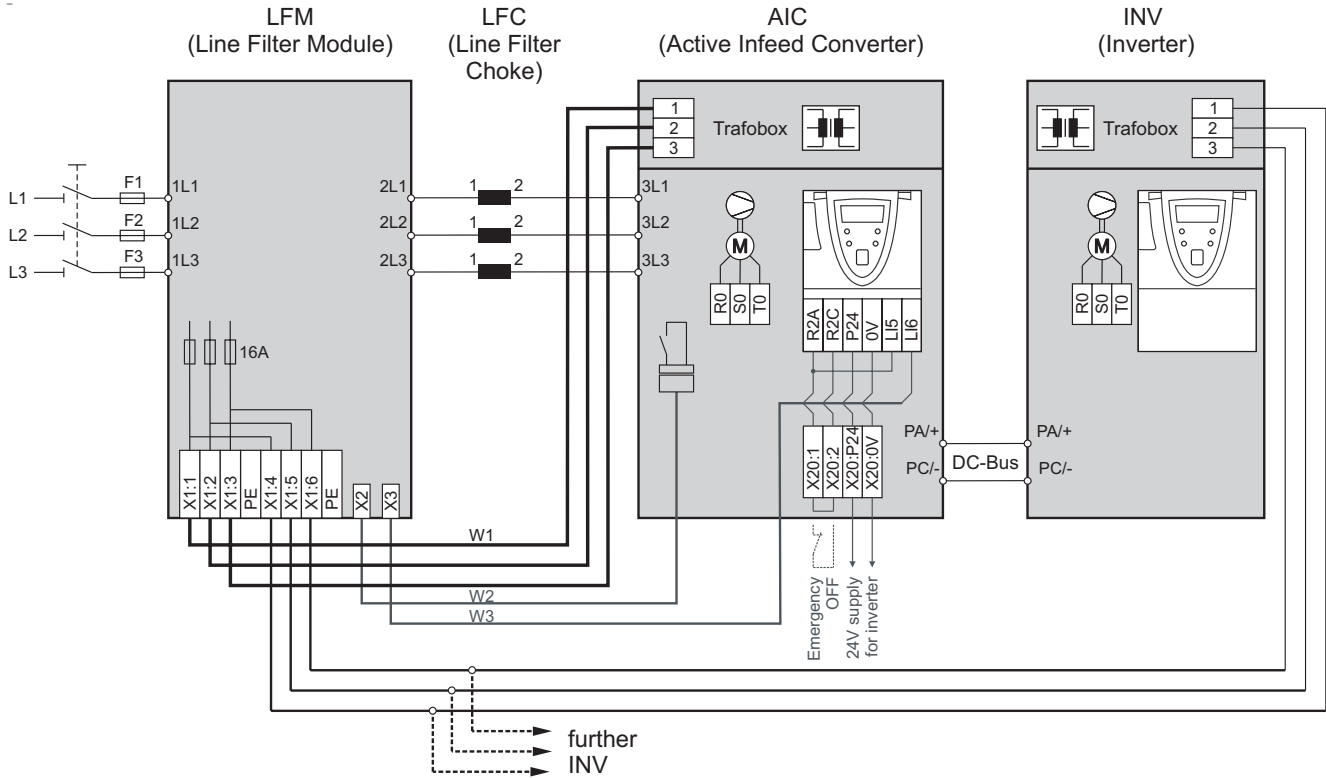 LFM
(Line Filter Module)
LFC
(Line Filter
Choke)
AIC
(Active Infeed Converter)
INV
(Inverter)
1
2
3
Trafobox
Trafobox
1
2
3
L1
L2
L3
F1
F2
F3
1L1
1L2
1L3
2L1
2L2
2L3
1 2
1 2
1 2
3L1
3L2
3L3
M
R0
S0
T0
R2A
R2C
P24
0V
LI5
LI6
M
R0
S0
T0
16A
X1:1
X1:2
X1:3
PE
X1:4
X1:5
X1:6
PE
X2
X3
X20:1
X20:2
X20:P24
X20:0V
PA/+
PC/-
DC-Bus
PA/+
PC/-
W1
W2
W3
Emergency
OFF
24V supply
for inverter
further
INV